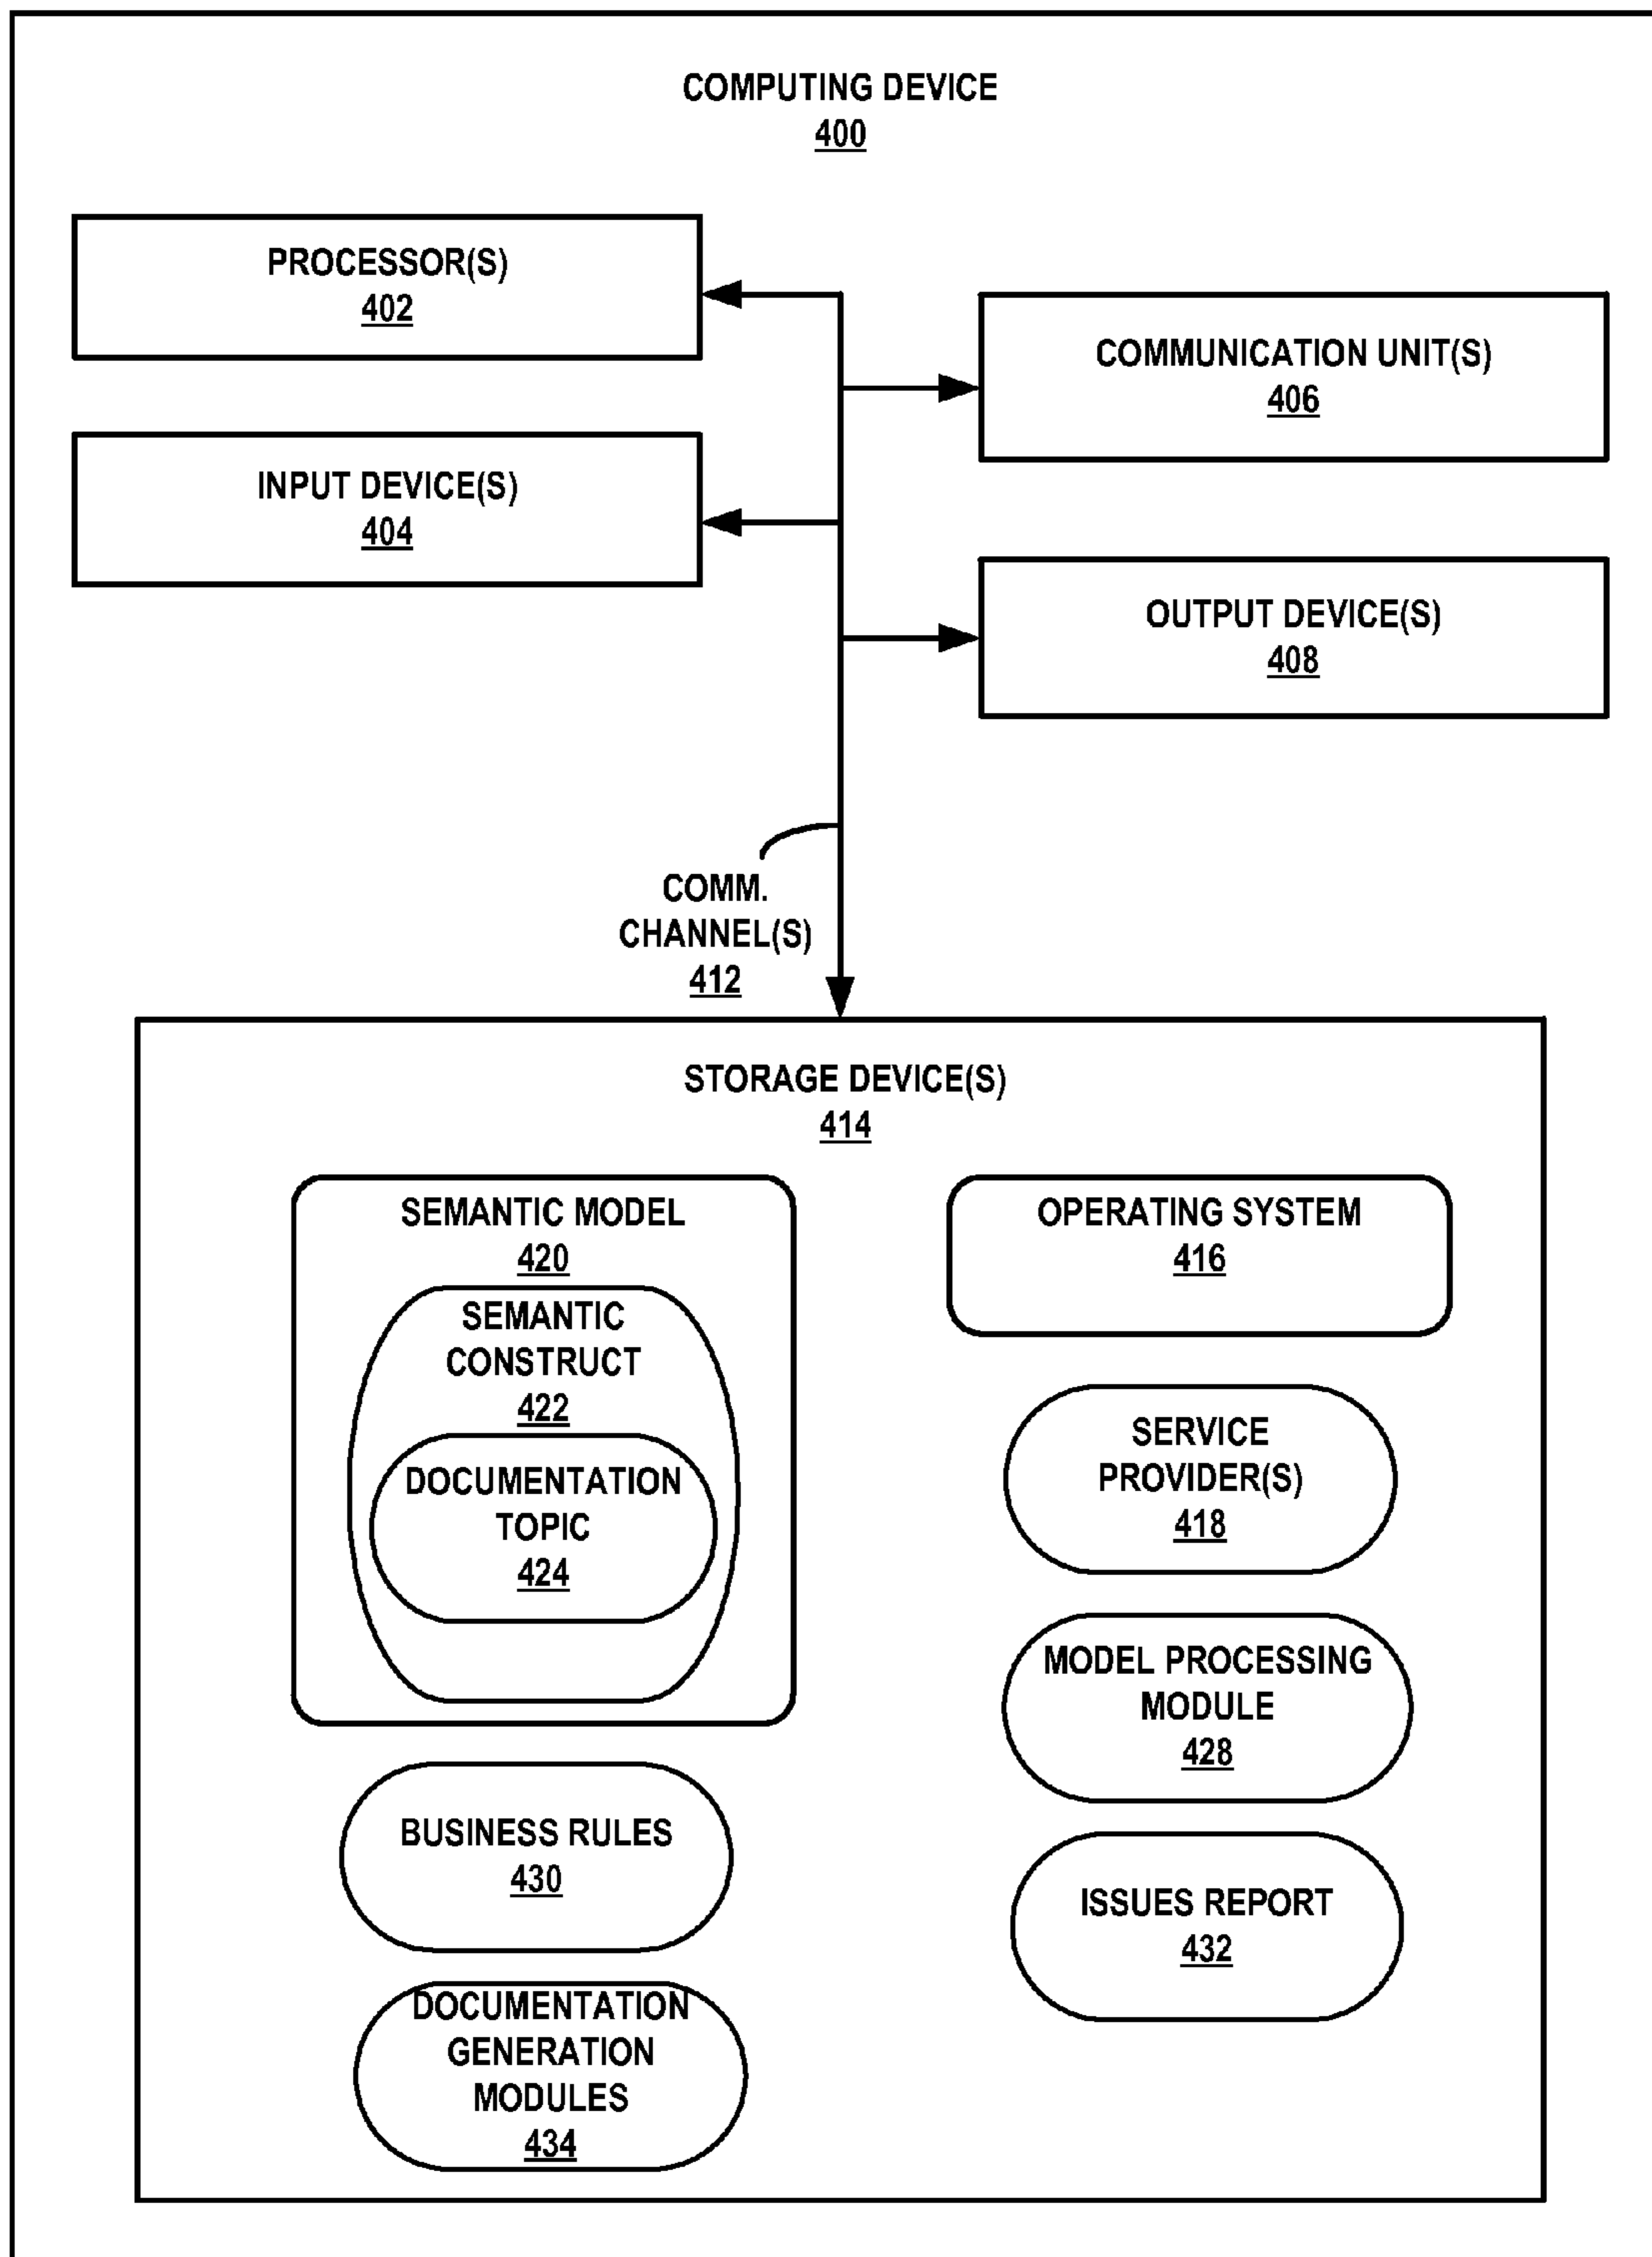 COMPUTING DEVICE
400
PROCESSOR(S)
402
COMMUNICATION UNIT(S)
406
INPUT DEVICE(S)
404
OUTPUT DEVICE(S)
408
COMM.
CHANNEL(S)
412
STORAGE DEVICE(S)
414
SEMANTIC MODEL
420
SEMANTIC
CONSTRUCT
422
DOCUMENTATION
TOPIC
424
OPERATING SYSTEM
416
SERVICE
PROVIDER(S)
418
MODEL PROCESSING
MODULE
428
BUSINESS RULES
430
ISSUES REPORT
432
DOCUMENTATION
GENERATION
MODULES
434